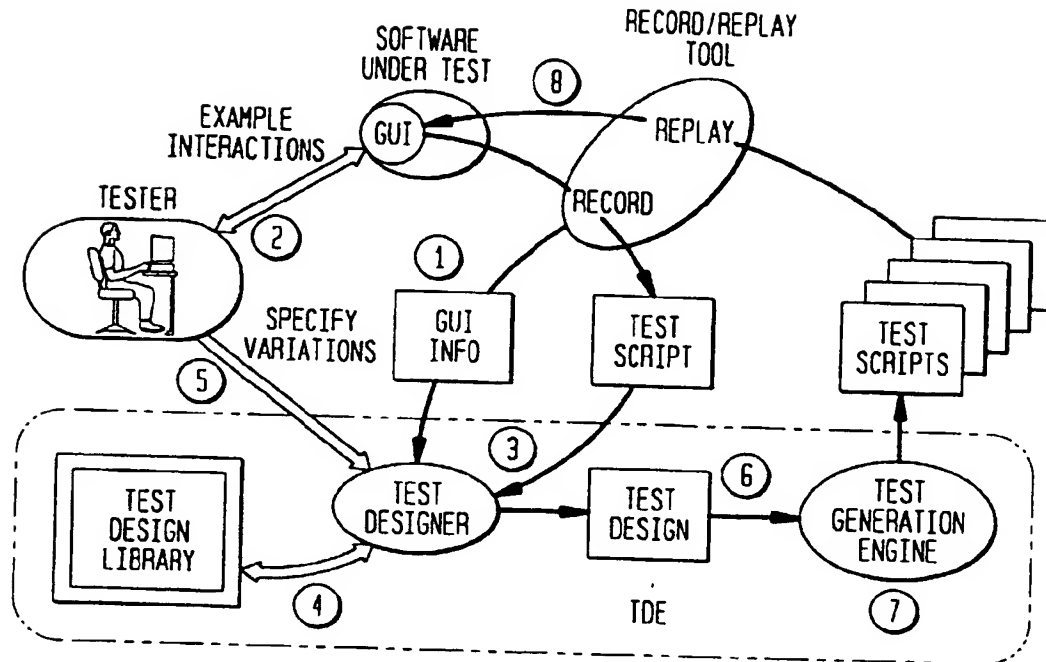 RECORD/REPLAY
TOOL
SOFTWARE
UNDER TEST
8
EXAMPLE
INTERACTIONS
GUI
REPLAY
TESTER
RECORD
2
1
SPECIFY
VARIATIONS
GUI
INFO
TEST
SCRIPT
TEST
SCRIPTS
5
3
6
TEST
DESIGN
LIBRARY
TEST
DESIGNER
TEST
DESIGN
TEST
GENERATION
ENGINE
4
TDE
7